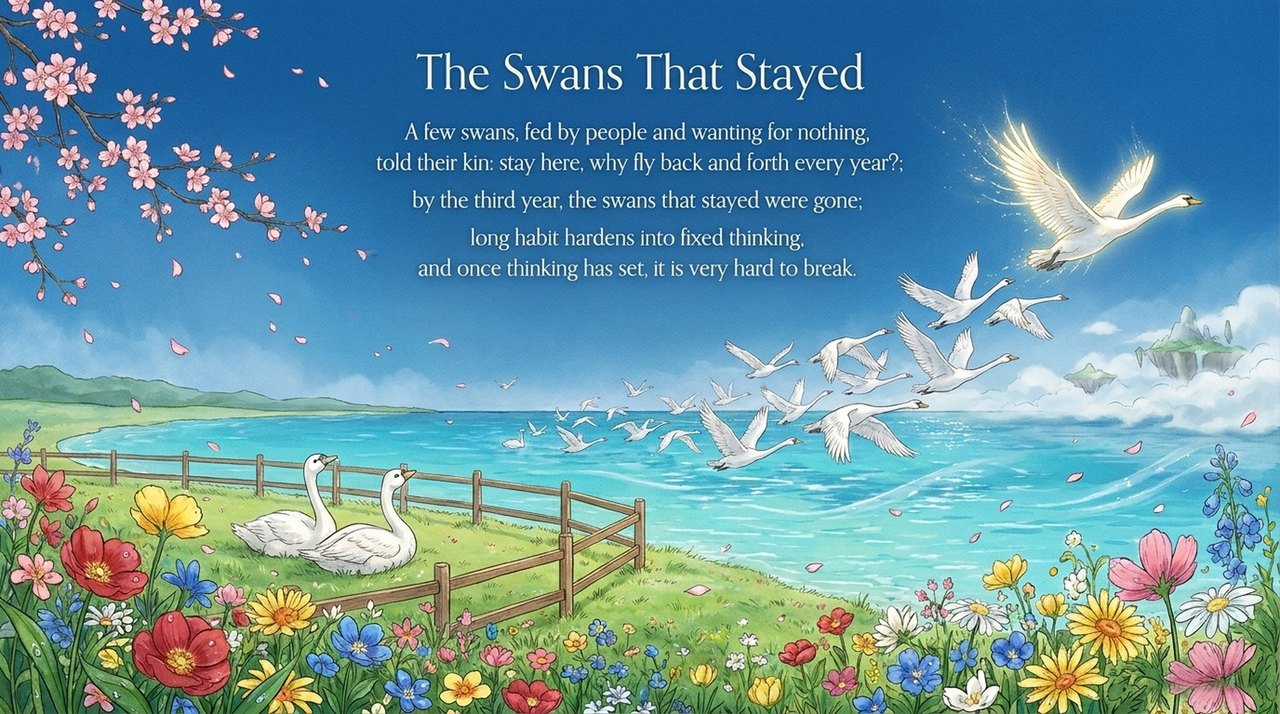 The Swans That Stayed
A few swans, fed by people and wanting for nothing,
told their kin: stay here, why fly back and forth every year?;
by the third year, the swans that stayed were gone;
long habit hardens into fixed thinking,
and once thinking has set, it is very hard to break.